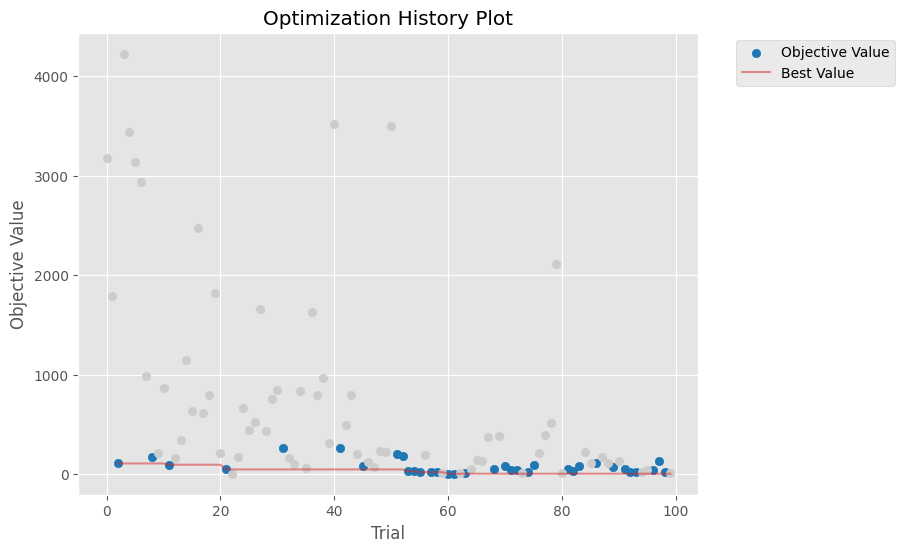 Optimization History Plot
Objective Value
Best Value
4000
3000
2000
1000
0
Objective Value
0
20
40
60
80
100
Trial